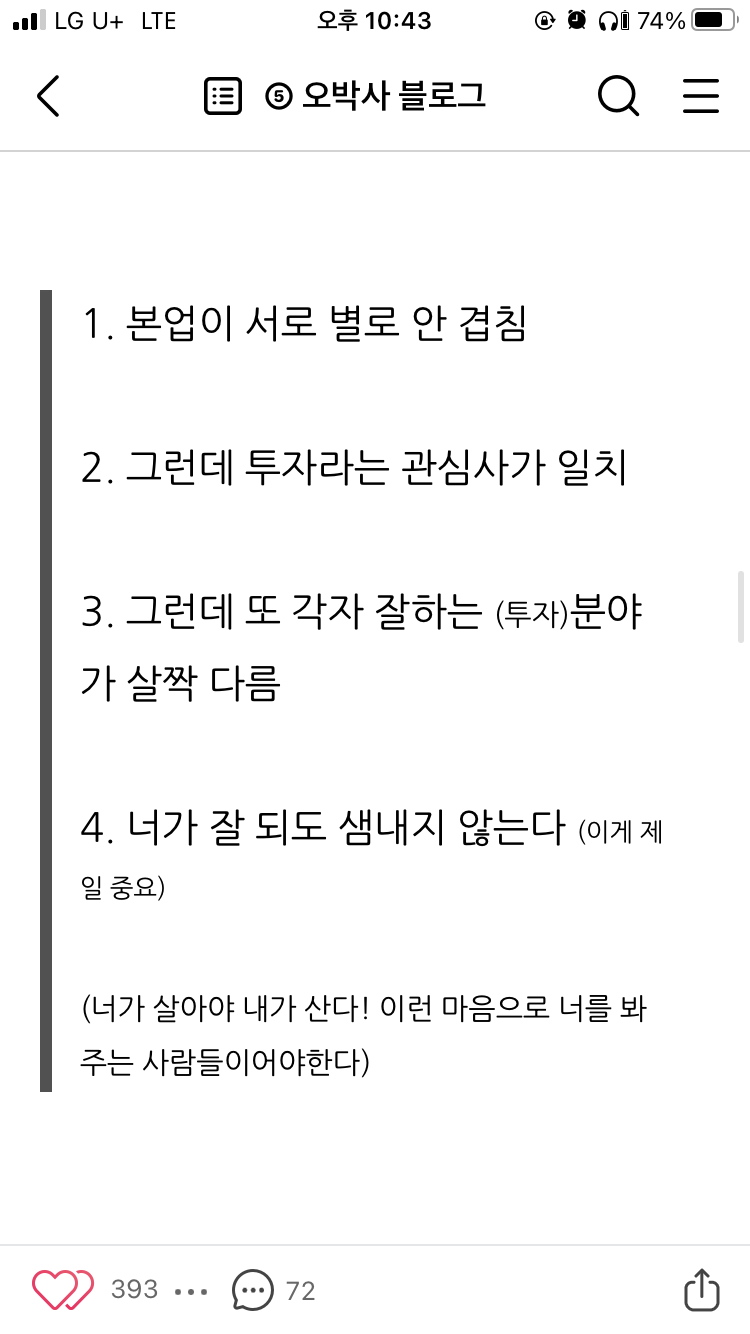 LG U+ LTE 오후 10:43 74%
⑤ 오박사 블로그
1. 본업이 서로 별로 안 겹침
2. 그런데 투자라는 관심사가 일치
3. 그런데 또 각자 잘하는 (투자)분야
가 살짝 다름
4. 너가 잘 되도 샘내지 않는다 (이게 제
일 중요)
(너가 살아야 내가 산다! 이런 마음으로 너를 봐
주는 사람들이어야한다)
393 72